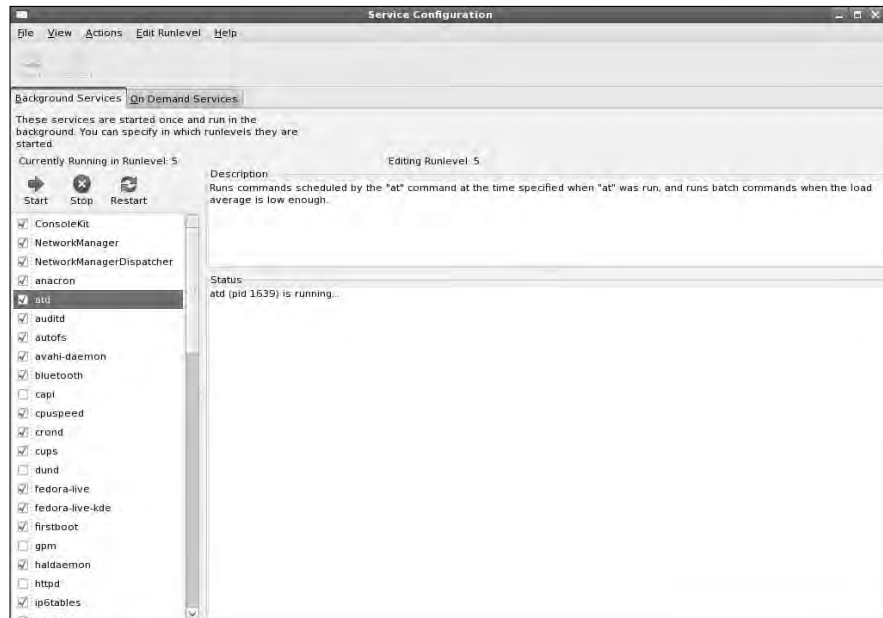 Service Configuration
File View Actions Edit Runlevel Help
Background Services On Demand Services
These services are started once and run in the
background. You can specify in which runlevels they are
started.
Currently Running in Runlevel: 5 Editing Runlevel: 5
Start Stop Restart
Description
Runs commands scheduled by the "at" command at the time specified when "at" was run, and runs batch commands when the load
average is low enough.
ConsoleKit
NetworkManager
NetworkManagerDispatcher
anacron
atd
auditd
autofs
avahi-daemon
bluetooth
capi
cpuspeed
crond
cups
dund
fedora-live
fedora-live-kde
firstboot
gpm
haldaemon
httpd
ip6tables
Status
atd (pid 1639) is running...